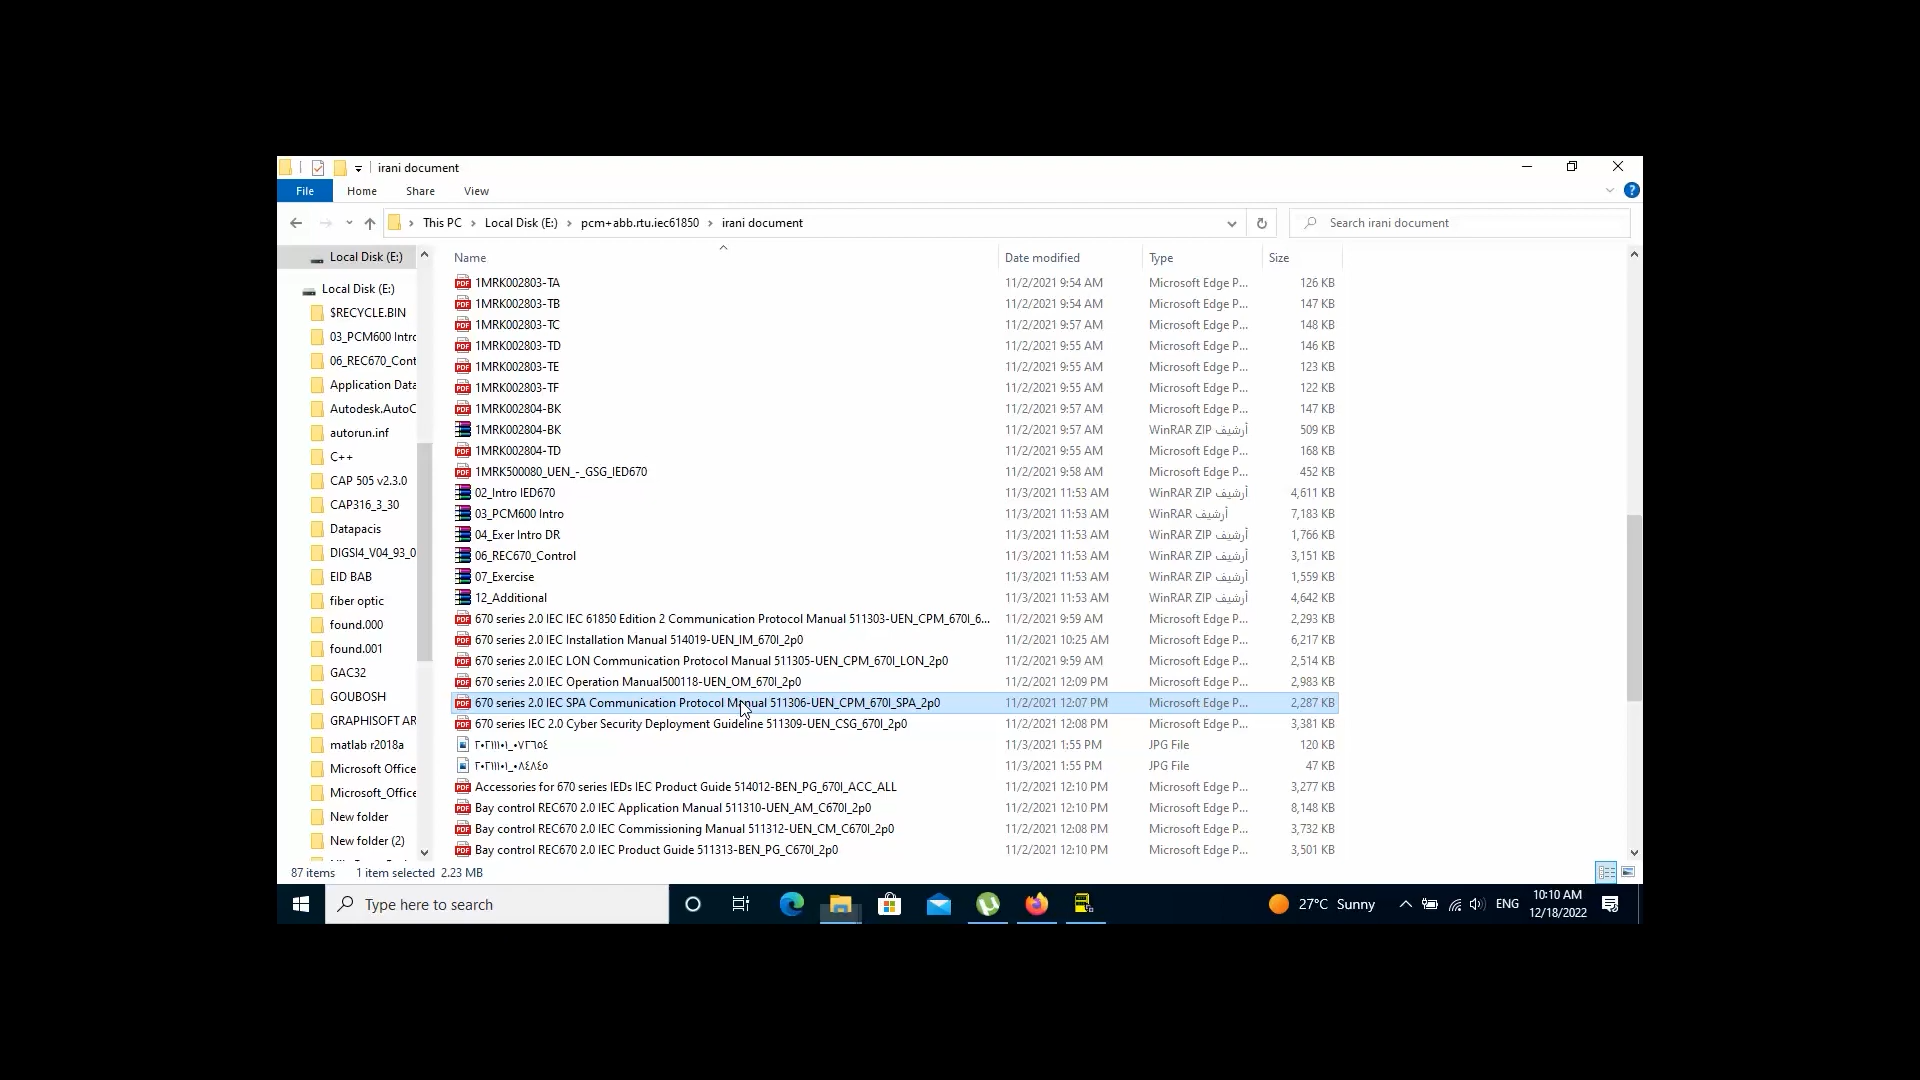 irani document
File Home Share View
This PC Local Disk (E:) pcm+abb.rtu.iec61850 irani document Search irani document
Local Disk (E:)
Local Disk (E:)
$RECYCLE.BIN
03_PCM600 Intro
06_REC670_Cont
Application Data
Autodesk.AutoC
autorun.inf
C++
CAP 505 v2.3.0
CAP316_3_30
Datapacis
DIGSI4_V04_93_0
EID BAB
fiber optic
found.000
found.001
GAC32
GOUBOSH
GRAPHISOFT AR
matlab r2018a
Microsoft Office
Microsoft_Office
New folder
New folder (2)
Name Date modified Type Size
1MRK002803-TA 11/2/2021 9:54 AM Microsoft Edge P... 126 KB
1MRK002803-TB 11/2/2021 9:54 AM Microsoft Edge P... 147 KB
1MRK002803-TC 11/2/2021 9:57 AM Microsoft Edge P... 148 KB
1MRK002803-TD 11/2/2021 9:55 AM Microsoft Edge P... 146 KB
1MRK002803-TE 11/2/2021 9:55 AM Microsoft Edge P... 123 KB
1MRK002803-TF 11/2/2021 9:55 AM Microsoft Edge P... 122 KB
1MRK002804-BK 11/2/2021 9:57 AM Microsoft Edge P... 147 KB
1MRK002804-BK 11/2/2021 9:57 AM WinRAR ZIP أرشيف 509 KB
1MRK002804-TD 11/2/2021 9:55 AM Microsoft Edge P... 168 KB
1MRK500080_UEN_-_GSG_IED670 11/2/2021 9:58 AM Microsoft Edge P... 452 KB
02_Intro IED670 11/3/2021 11:53 AM WinRAR ZIP أرشيف 4,611 KB
03_PCM600 Intro 11/3/2021 11:53 AM WinRAR أرشيف 7,183 KB
04_Exer Intro DR 11/3/2021 11:53 AM WinRAR ZIP أرشيف 1,766 KB
06_REC670_Control 11/3/2021 11:53 AM WinRAR ZIP أرشيف 3,151 KB
07_Exercise 11/3/2021 11:53 AM WinRAR ZIP أرشيف 1,559 KB
12_Additional 11/3/2021 11:53 AM WinRAR ZIP أرشيف 4,642 KB
670 series 2.0 IEC IEC 61850 Edition 2 Communication Protocol Manual 511303-UEN_CPM_670I_6... 11/2/2021 9:59 AM Microsoft Edge P... 2,293 KB
670 series 2.0 IEC Installation Manual 514019-UEN_IM_670I_2p0 11/2/2021 10:25 AM Microsoft Edge P... 6,217 KB
670 series 2.0 IEC LON Communication Protocol Manual 511305-UEN_CPM_670I_LON_2p0 11/2/2021 9:59 AM Microsoft Edge P... 2,514 KB
670 series 2.0 IEC Operation Manual500118-UEN_OM_670I_2p0 11/2/2021 12:09 PM Microsoft Edge P... 2,983 KB
670 series 2.0 IEC SPA Communication Protocol Manual 511306-UEN_CPM_670I_SPA_2p0 11/2/2021 12:07 PM Microsoft Edge P... 2,287 KB
670 series IEC 2.0 Cyber Security Deployment Guideline 511309-UEN_CSG_670I_2p0 11/2/2021 12:08 PM Microsoft Edge P... 3,381 KB
٢٠٢١١١٠١_٠٧٣٦٥٤ 11/3/2021 1:55 PM JPG File 120 KB
٢٠٢١١١٠١_٠٨٤٨٤٥ 11/3/2021 1:55 PM JPG File 47 KB
Accessories for 670 series IEDs IEC Product Guide 514012-BEN_PG_670I_ACC_ALL 11/2/2021 12:10 PM Microsoft Edge P... 3,277 KB
Bay control REC670 2.0 IEC Application Manual 511310-UEN_AM_C670I_2p0 11/2/2021 12:10 PM Microsoft Edge P... 8,148 KB
Bay control REC670 2.0 IEC Commissioning Manual 511312-UEN_CM_C670I_2p0 11/2/2021 12:08 PM Microsoft Edge P... 3,732 KB
Bay control REC670 2.0 IEC Product Guide 511313-BEN_PG_C670I_2p0 11/2/2021 12:10 PM Microsoft Edge P... 3,501 KB
87 items 1 item selected 2.23 MB
Type here to search 27°C Sunny ENG 10:10 AM
12/18/2022